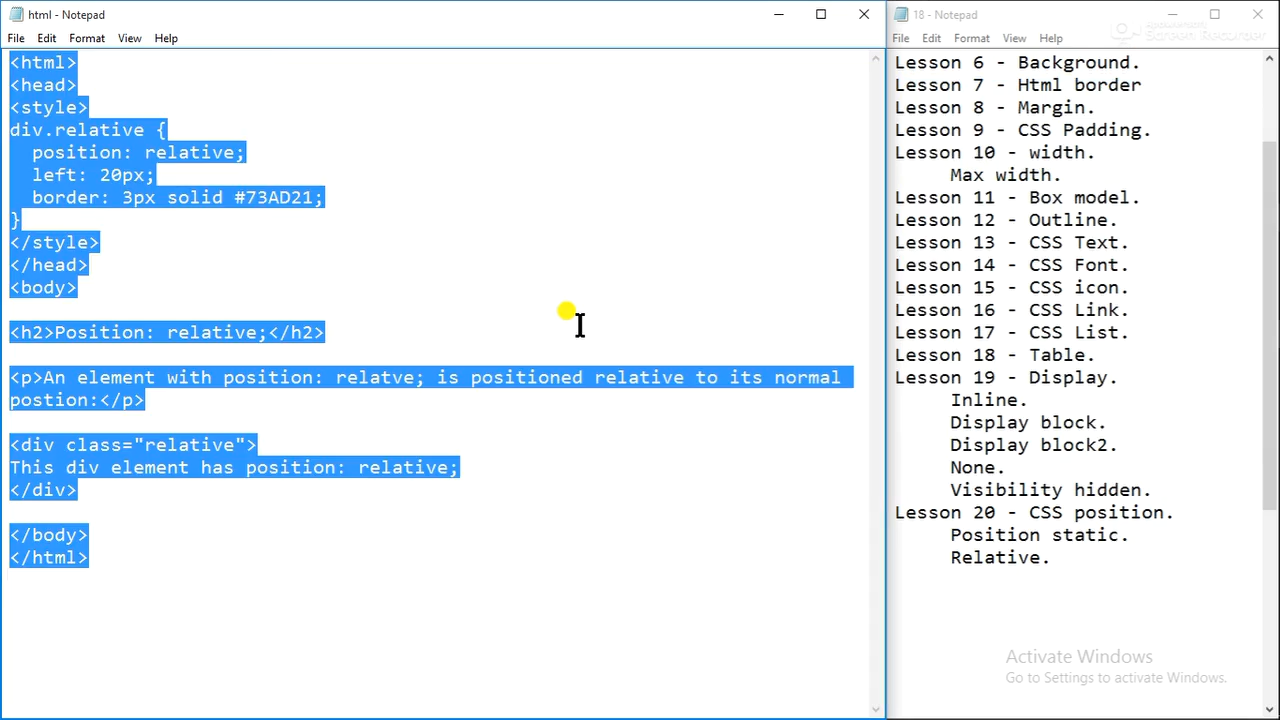 html - Notepad
File Edit Format View Help
<html>
<head>
<style>
div.relative {
  position: relative;
  left: 20px;
  border: 3px solid #73AD21;
}
</style>
</head>
<body>

<h2>Position: relative;</h2>

<p>An element with position: relatve; is positioned relative to its normal
postion:</p>

<div class="relative">
This div element has position: relative;
</div>

</body>
</html>
18 - Notepad
File Edit Format View Help
Screen Recorder
Lesson 6 - Background.
Lesson 7 - Html border
Lesson 8 - Margin.
Lesson 9 - CSS Padding.
Lesson 10 - width.
     Max width.
Lesson 11 - Box model.
Lesson 12 - Outline.
Lesson 13 - CSS Text.
Lesson 14 - CSS Font.
Lesson 15 - CSS icon.
Lesson 16 - CSS Link.
Lesson 17 - CSS List.
Lesson 18 - Table.
Lesson 19 - Display.
     Inline.
     Display block.
     Display block2.
     None.
     Visibility hidden.
Lesson 20 - CSS position.
     Position static.
     Relative.
Activate Windows
Go to Settings to activate Windows.